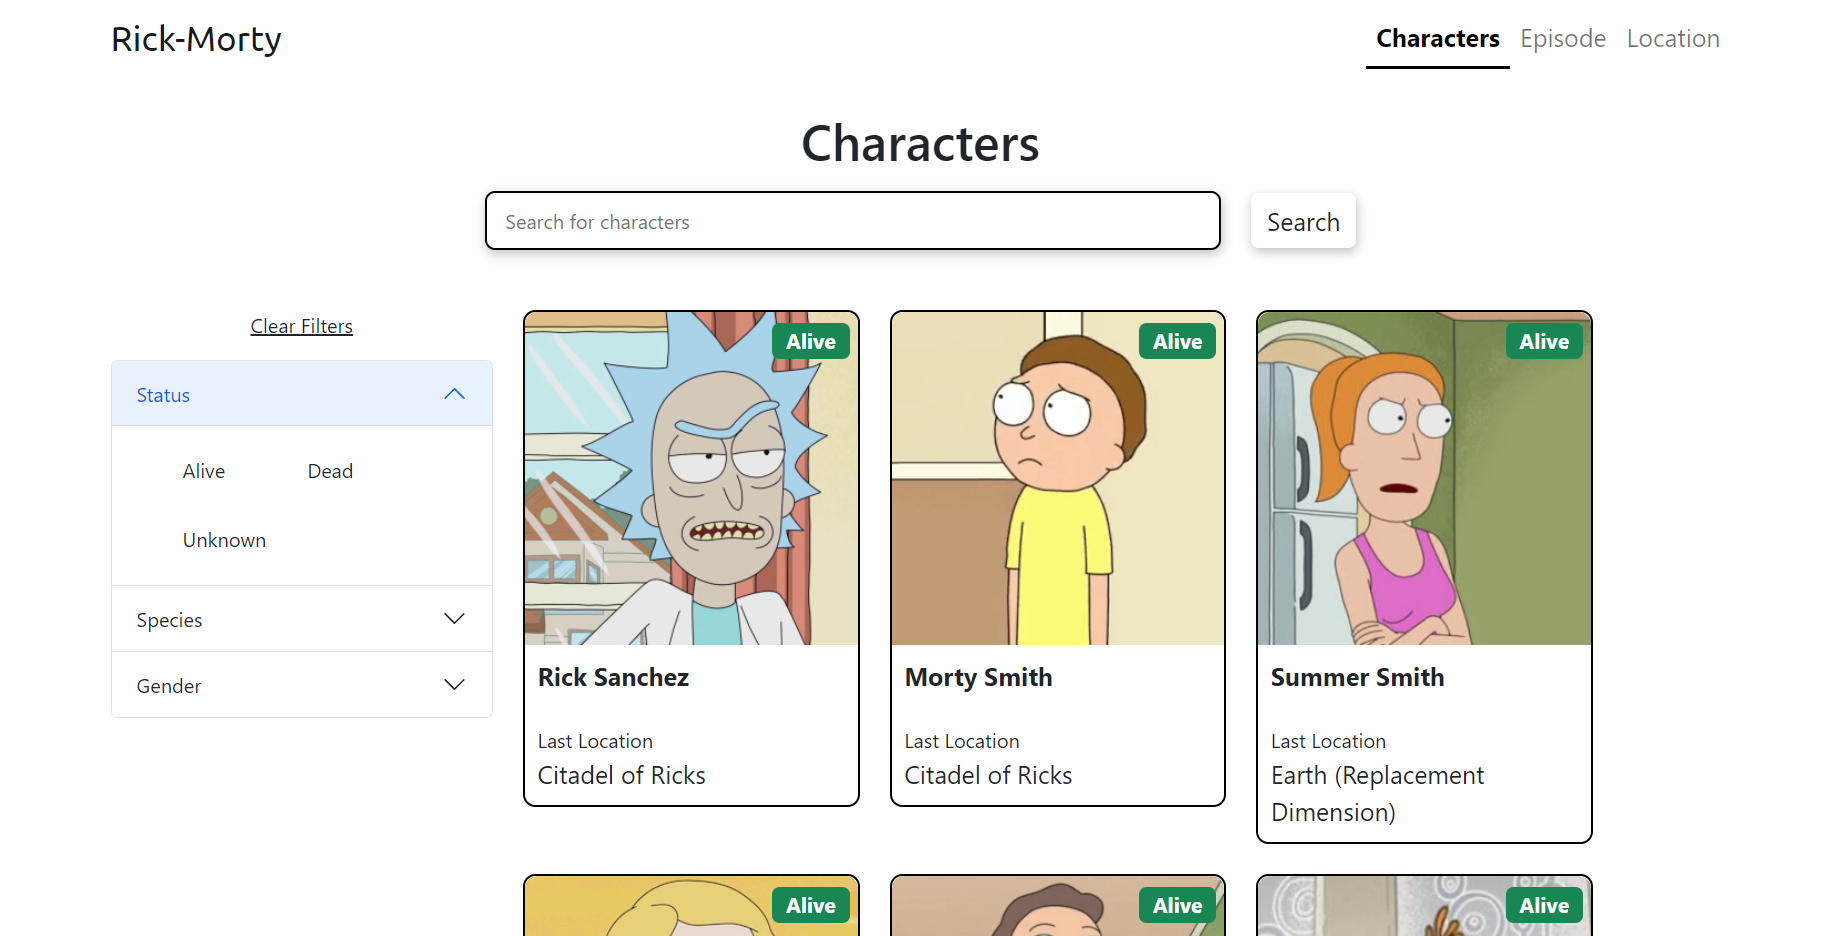 Rick-Morty
Characters
Episode
Location
Characters
Search for characters
Search
Clear Filters
Status
Alive
Dead
Unknown
Species
Gender
Alive
Rick Sanchez
Last Location
Citadel of Ricks
Alive
Morty Smith
Last Location
Citadel of Ricks
Alive
Summer Smith
Last Location
Earth (Replacement
Dimension)
Alive
Alive
Alive